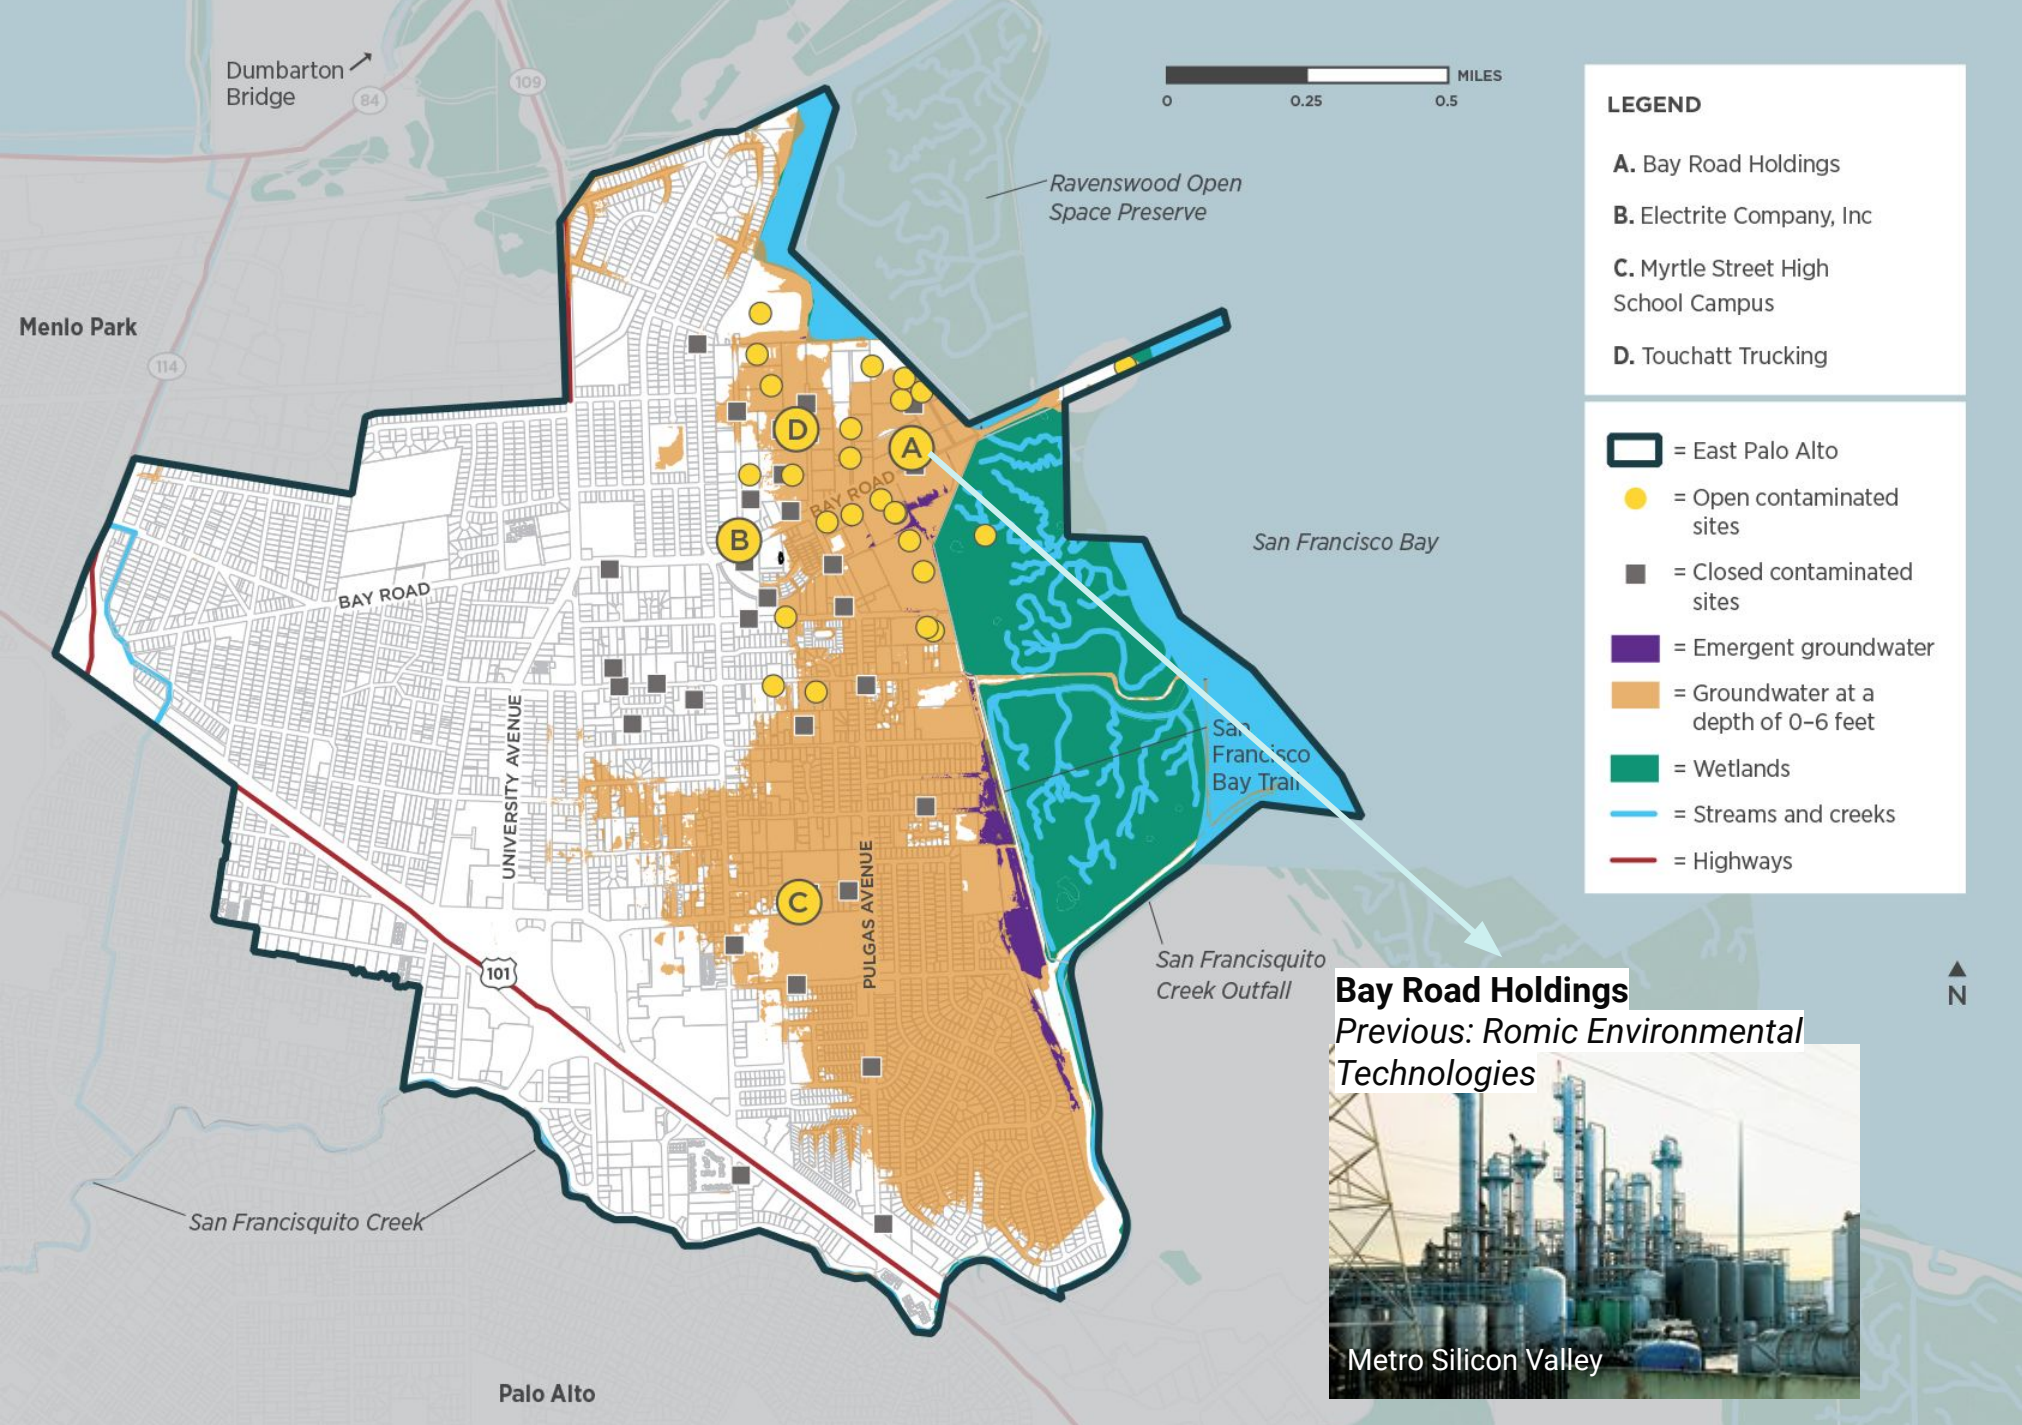 Dumbarton
Bridge
84
109
MILES
0
0.25
0.5
Ravenswood Open
Space Preserve
Menlo Park
114
D
A
BAY ROAD
B
San Francisco Bay
BAY ROAD
UNIVERSITY AVENUE
San
Francisco
Bay Trail
PULGAS AVENUE
C
101
San Francisquito
Creek Outfall
San Francisquito Creek
Palo Alto
LEGEND
A. Bay Road Holdings
B. Electrite Company, Inc
C. Myrtle Street High
School Campus
D. Touchatt Trucking
= East Palo Alto
= Open contaminated
sites
= Closed contaminated
sites
= Emergent groundwater
= Groundwater at a
depth of 0–6 feet
= Wetlands
= Streams and creeks
= Highways
N
Bay Road Holdings
Previous: Romic Environmental
Technologies
Metro Silicon Valley